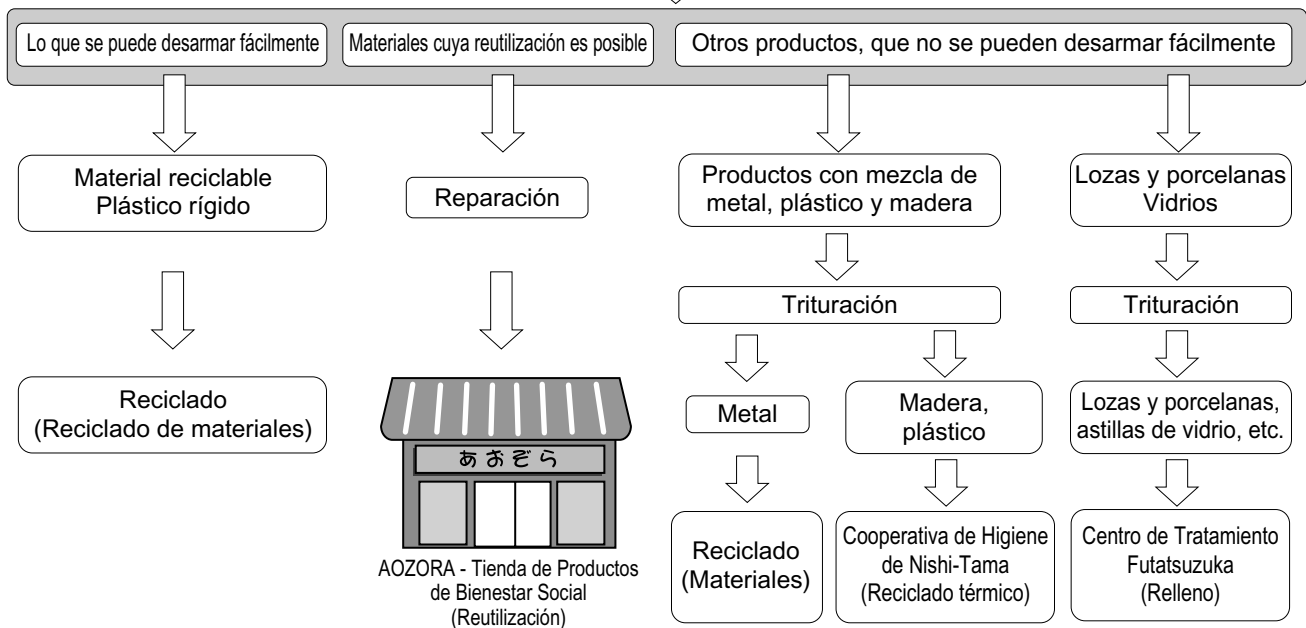 Lo que se puede desarmar fácilmente
Materiales cuya reutilización es posible
Otros productos, que no se pueden desarmar fácilmente
Material reciclable
Plástico rígido
Reparación
Productos con mezcla de
metal, plástico y madera
Lozas y porcelanas
Vidrios
Trituración
Trituración
Reciclado
(Reciclado de materiales)
あおぞら
AOZORA - Tienda de Productos
de Bienestar Social
(Reutilización)
Metal
Madera,
plástico
Lozas y porcelanas,
astillas de vidrio, etc.
Reciclado
(Materiales)
Cooperativa de Higiene
de Nishi-Tama
(Reciclado térmico)
Centro de Tratamiento
Futatsuzuka
(Relleno)